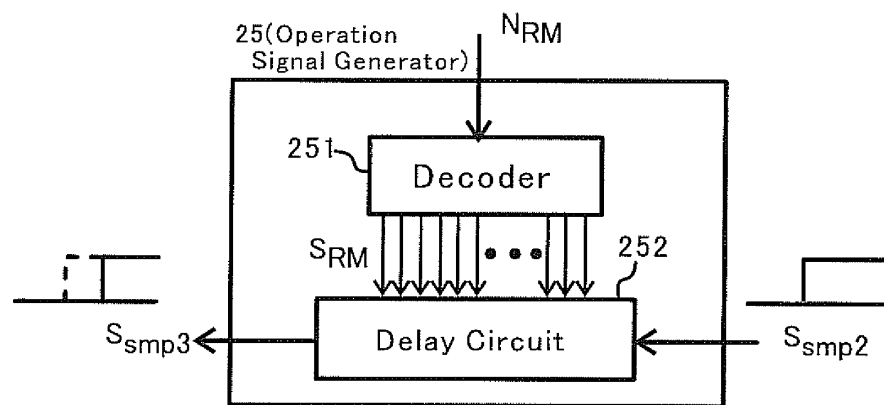 25(Operation
Signal Generator)
NRM
251
Decoder
SRM
252
Delay Circuit
Ssmp3
Ssmp2